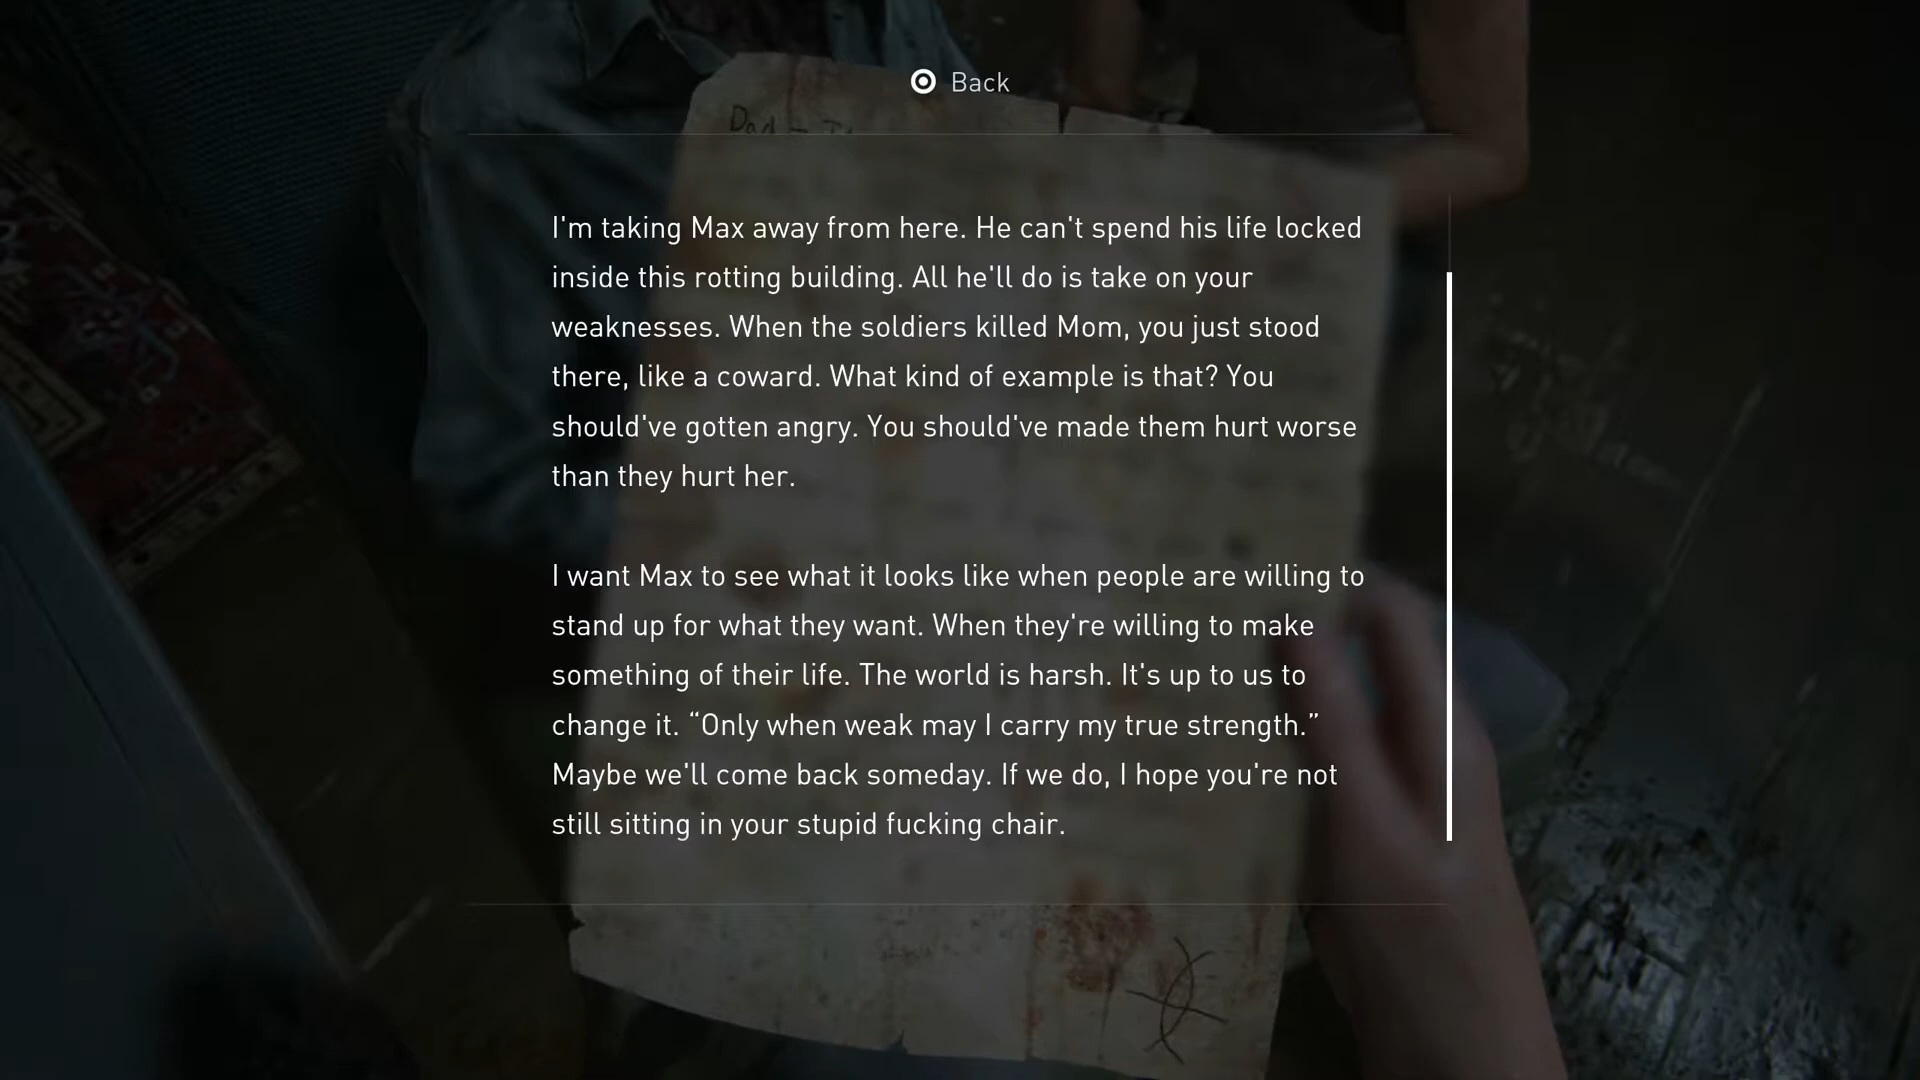 Back
Dad - I'
I'm taking Max away from here. He can't spend his life locked
inside this rotting building. All he'll do is take on your
weaknesses. When the soldiers killed Mom, you just stood
there, like a coward. What kind of example is that? You
should've gotten angry. You should've made them hurt worse
than they hurt her.
I want Max to see what it looks like when people are willing to
stand up for what they want. When they're willing to make
something of their life. The world is harsh. It's up to us to
change it. “Only when weak may I carry my true strength.”
Maybe we'll come back someday. If we do, I hope you're not
still sitting in your stupid fucking chair.